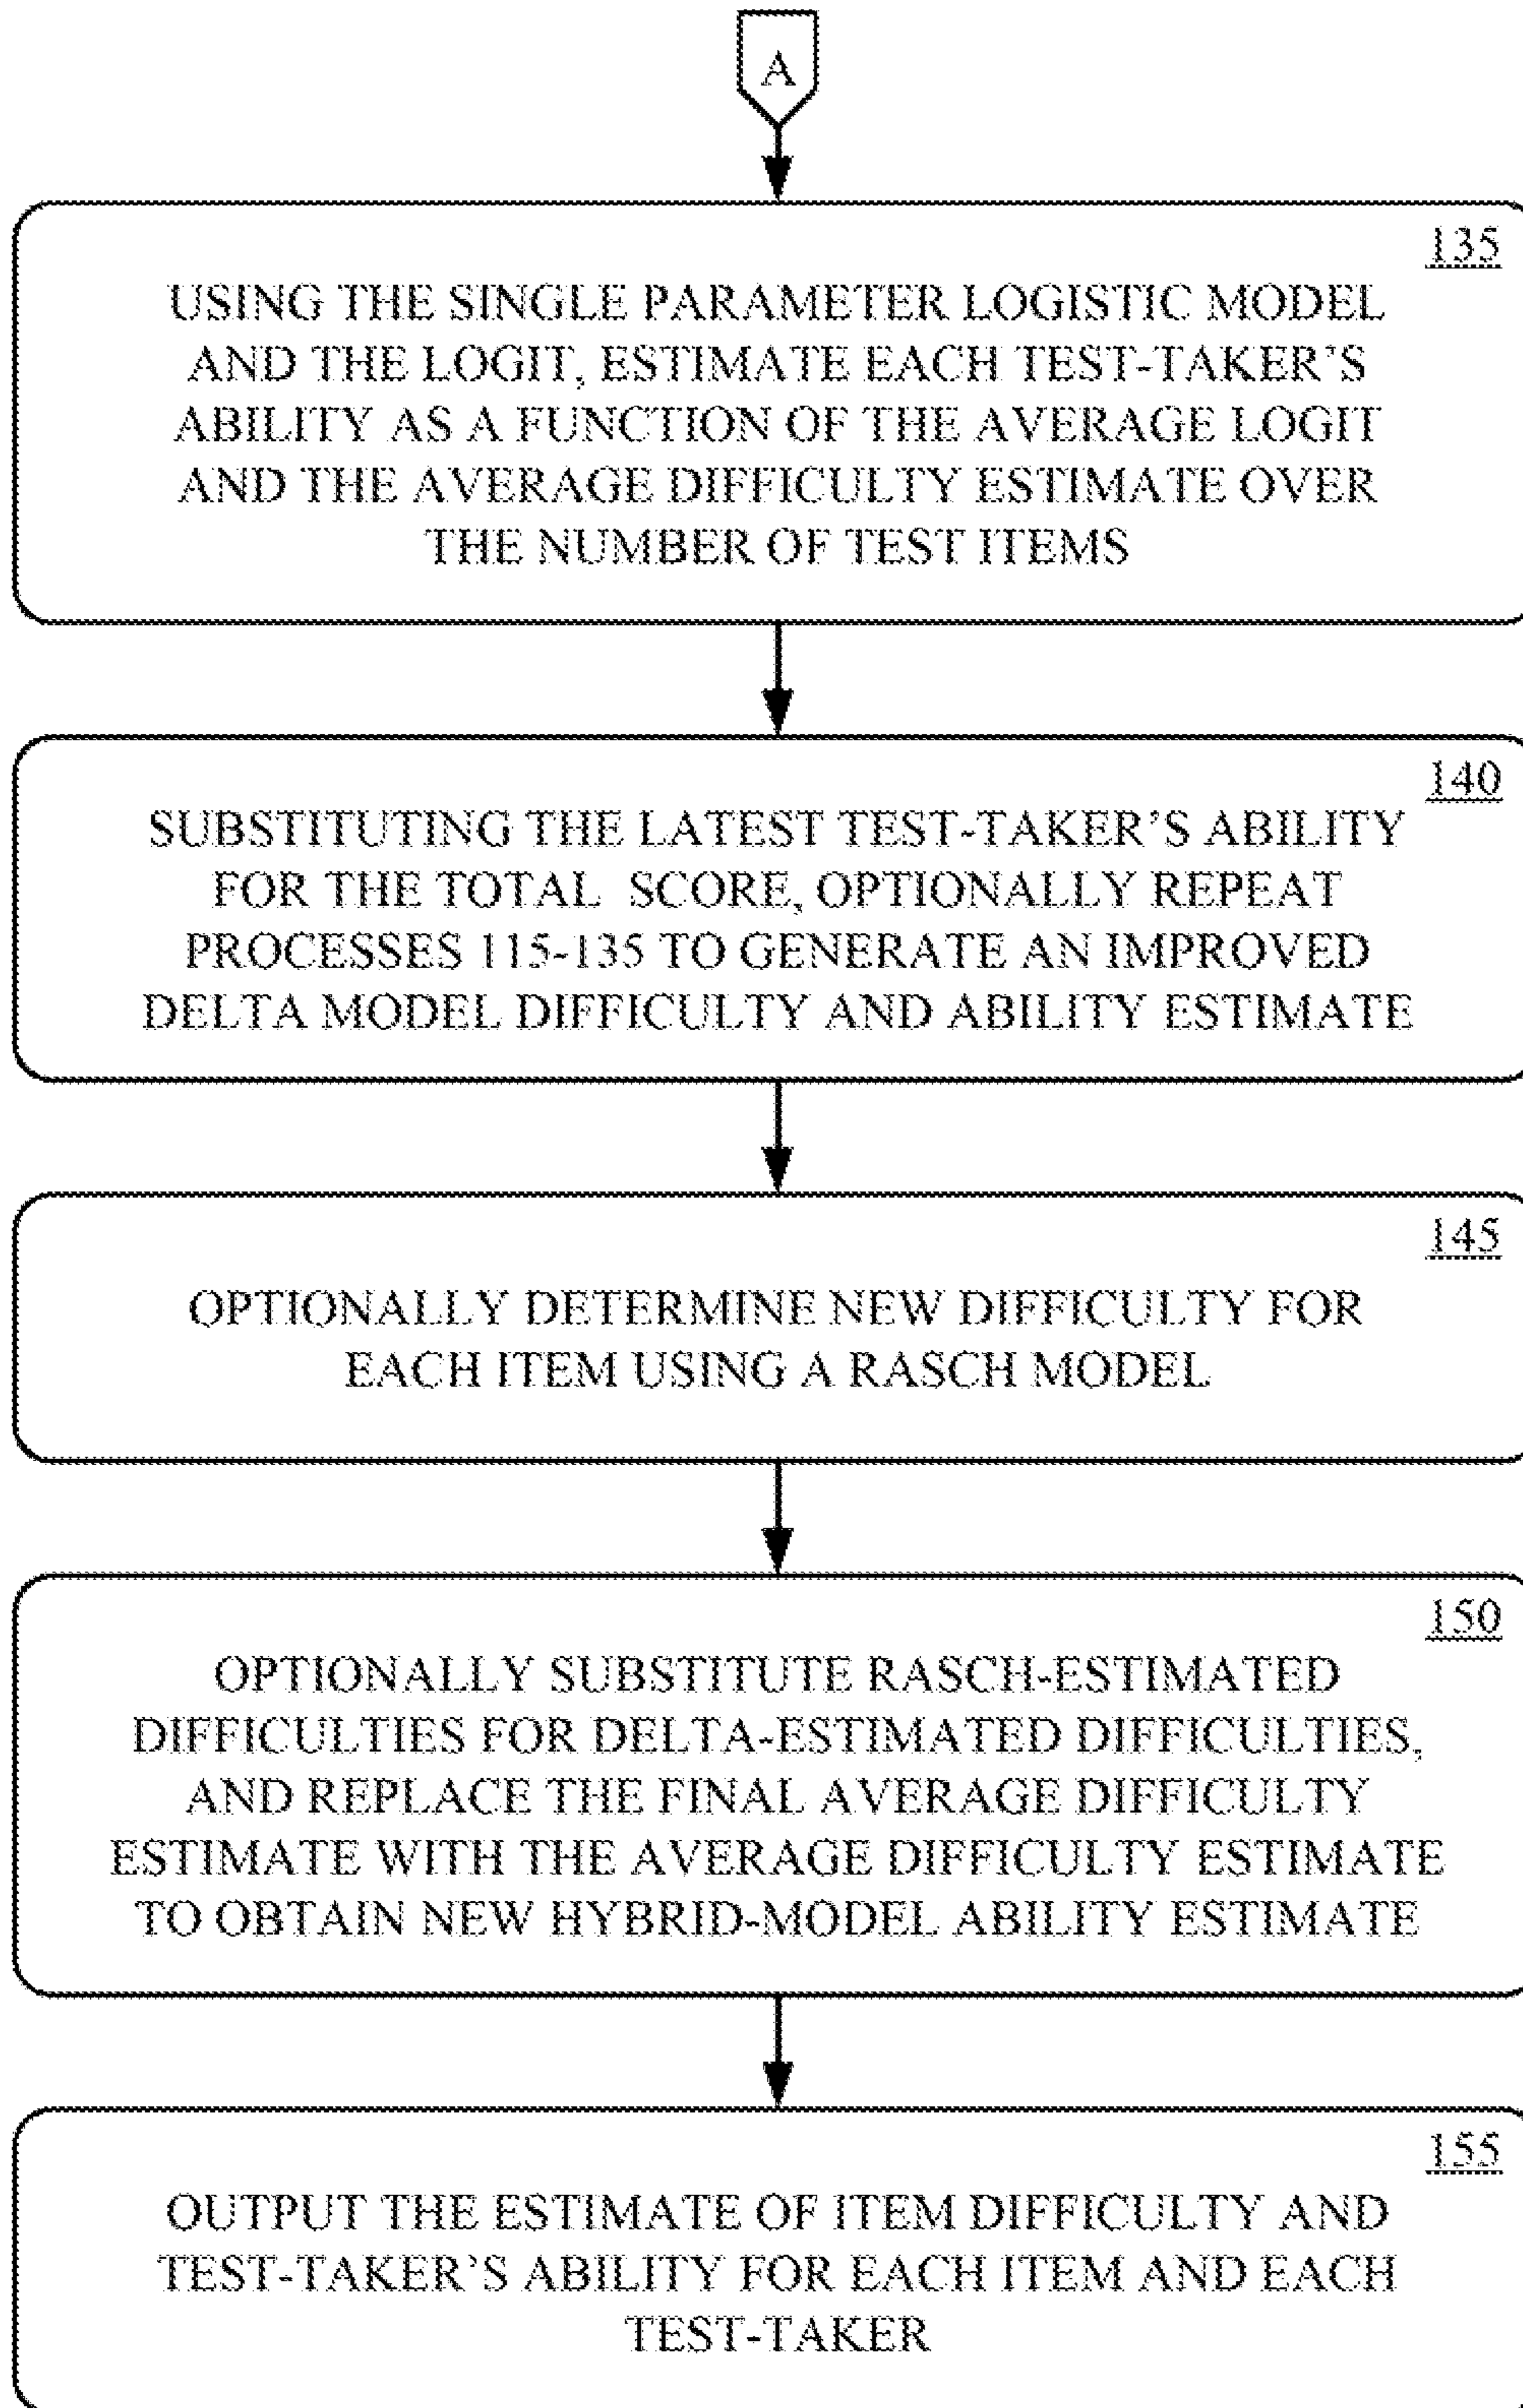 A
135
USING THE SINGLE PARAMETER LOGISTIC MODEL
AND THE LOGIT, ESTIMATE EACH TEST-TAKER'S
ABILITY AS A FUNCTION OF THE AVERAGE LOGIT
AND THE AVERAGE DIFFICULTY ESTIMATE OVER
THE NUMBER OF TEST ITEMS
140
SUBSTITUTING THE LATEST TEST-TAKER'S ABILITY
FOR THE TOTAL SCORE, OPTIONALLY REPEAT
PROCESSES 115-135 TO GENERATE AN IMPROVED
DELTA MODEL DIFFICULTY AND ABILITY ESTIMATE
145
OPTIONALLY DETERMINE NEW DIFFICULTY FOR
EACH ITEM USING A RASCH MODEL
150
OPTIONALLY SUBSTITUTE RASCH-ESTIMATED
DIFFICULTIES FOR DELTA-ESTIMATED DIFFICULTIES,
AND REPLACE THE FINAL AVERAGE DIFFICULTY
ESTIMATE WITH THE AVERAGE DIFFICULTY ESTIMATE
TO OBTAIN NEW HYBRID-MODEL ABILITY ESTIMATE
155
OUTPUT THE ESTIMATE OF ITEM DIFFICULTY AND
TEST-TAKER'S ABILITY FOR EACH ITEM AND EACH
TEST-TAKER